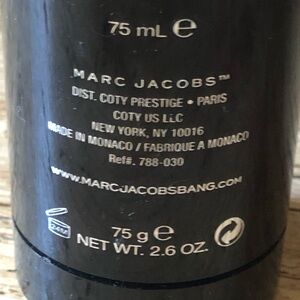 75 mL ℮
MARC JACOBS™
DIST. COTY PRESTIGE • PARIS
COTY US LLC
NEW YORK, NY 10016
MADE IN MONACO / FABRIQUE A MONACO
Ref#. 788-030
www.MARCJACOBSBANG.COM
24M
75 g ℮
NET WT. 2.6 OZ.